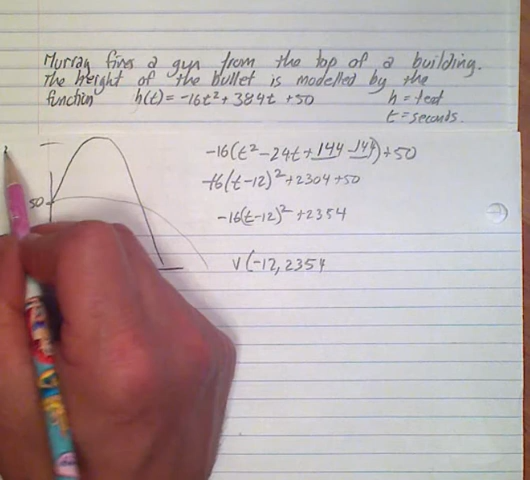 Murray fires a gun from the top of a building.
The height of the bullet is modelled by the
function h(t) = -16t² + 384t + 50 h = feet
t = seconds.
-16(t² - 24t + 144 - 144) + 50
-16(t-12)² + 2304 + 50
50
-16(t-12)² + 2354
V(-12, 2354